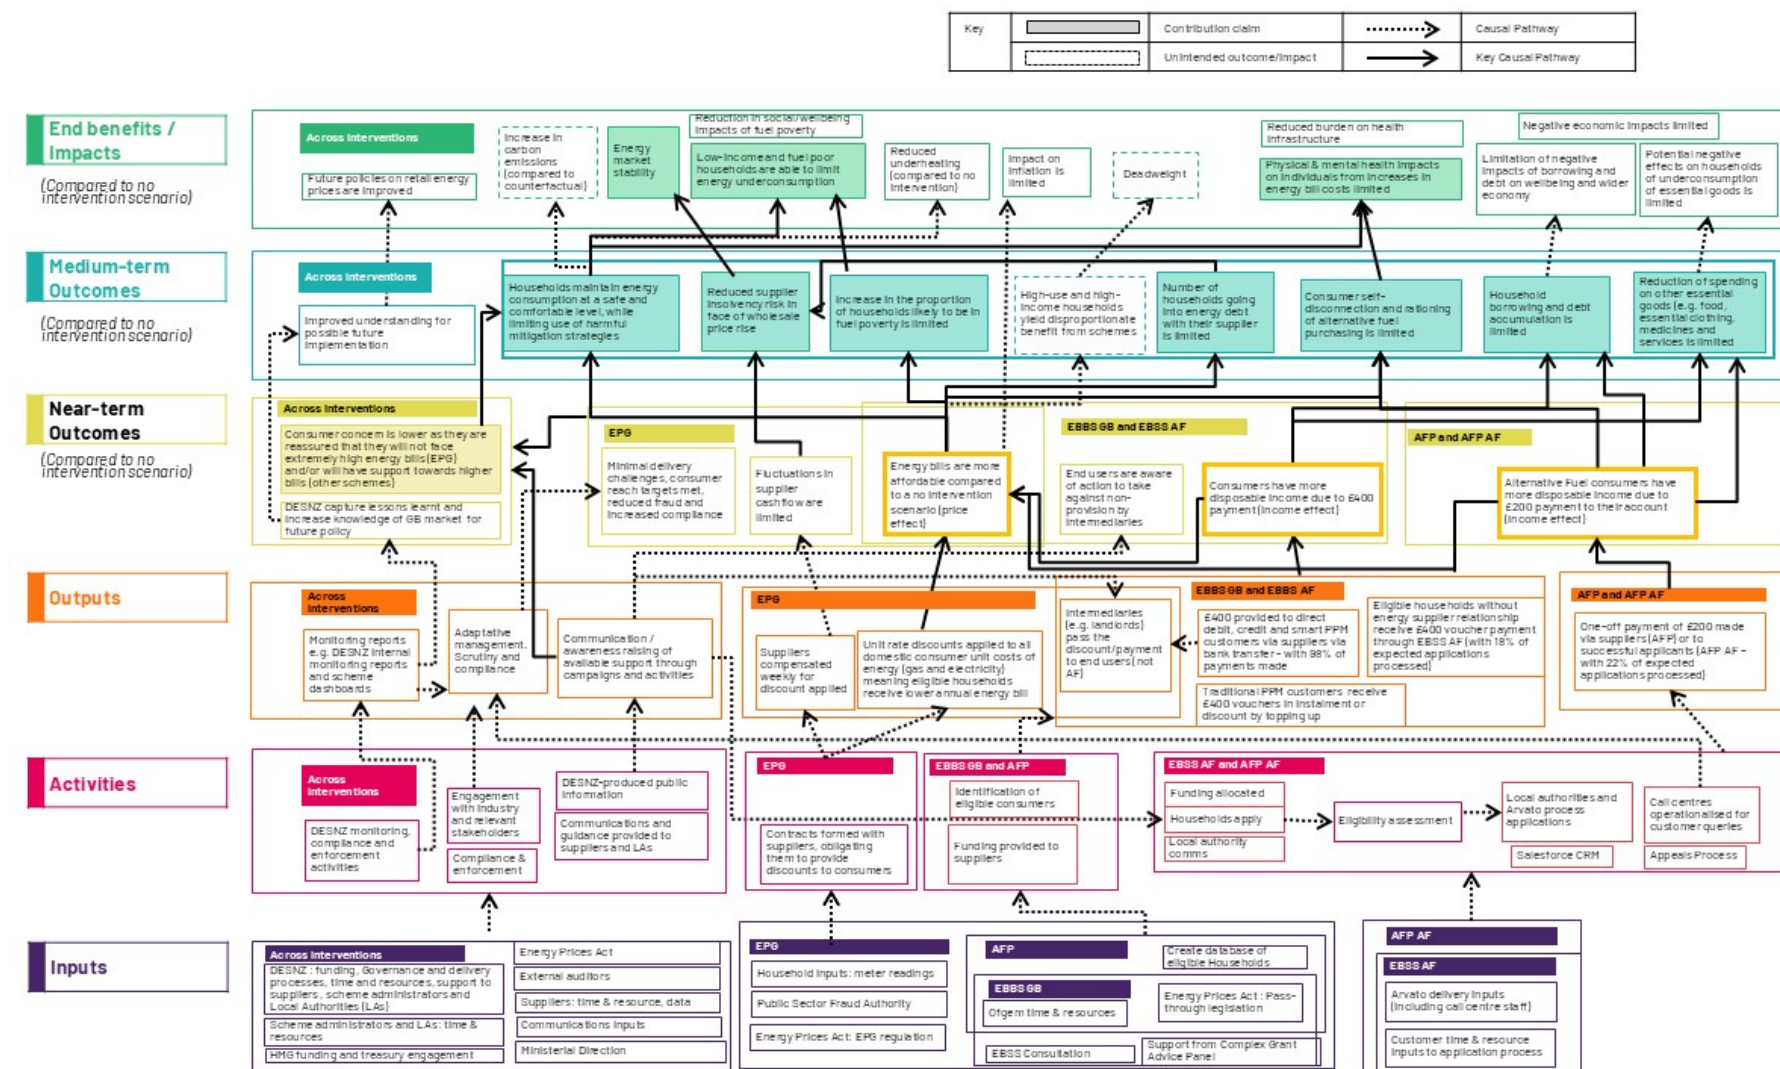 Key
Contribution claim
Causal Pathway
Unintended outcome/impact
Key Causal Pathway
End benefits /
Impacts
(Compared to no
intervention scenario)
Across Interventions
Future policies on retail energy
prices are improved
Increase in
carbon
emissions
(compared to
counterfactual)
Energy
market
stability
Reduction in social/wellbeing
impacts of fuel poverty
Low-income and fuel poor
households are able to limit
energy underconsumption
Reduced
underheating
(compared to no
intervention)
Impact on
inflation is
limited
Deadweight
Reduced burden on health
infrastructure
Physical & mental health impacts
on individuals from increases in
energy bill costs limited
Negative economic impacts limited
Limitation of negative
impacts of borrowing and
debt on wellbeing and wider
economy
Potential negative
effects on households
of underconsumption
of essential goods is
limited
Medium-term
Outcomes
(Compared to no
intervention scenario)
Across Interventions
Improved understanding for
possible future
implementation
Households maintain energy
consumption at a safe and
comfortable level, while
limiting use of harmful
mitigation strategies
Reduced supplier
insolvency risk in
face of wholesale
price rise
Increase in the proportion
of households likely to be in
fuel poverty is limited
High-use and high-
income households
yield disproportionate
benefit from schemes
Number of
households going
into energy debt
with their supplier
is limited
Consumer self-
disconnection and rationing
of alternative fuel
purchasing is limited
Household
borrowing and debt
accumulation is
limited
Reduction of spending
on other essential
goods (e.g. food,
essential clothing,
medicines and
services is limited
Near-term
Outcomes
(Compared to no
intervention scenario)
Across Interventions
Consumer concern is lower as they are
reassured that they will not face
extremely high energy bills (EPG)
and/or will have support towards higher
bills (other schemes)
DESNZ capture lessons learnt and
increase knowledge of GB market for
future policy
EPG
Minimal delivery
challenges, consumer
reach targets met,
reduced fraud and
increased compliance
Fluctuations in
supplier
cashflow are
limited
Energy bills are more
affordable compared
to a no intervention
scenario (price
effect)
EBBS GB and EBSS AF
End users are aware
of action to take
against non-
provision by
intermediaries
Consumers have more
disposable income due to £400
payment (income effect)
AFP and AFP AF
Alternative Fuel consumers have
more disposable income due to
£200 payment to their account
(income effect)
Outputs
Across
Interventions
Monitoring reports
e.g. DESNZ internal
monitoring reports
and scheme
dashboards
Adaptative
management.
Scrutiny and
compliance
Communication /
awareness raising of
available support through
campaigns and activities
EPG
Suppliers
compensated
weekly for
discount applied
Unit rate discounts applied to all
domestic consumer unit costs of
energy (gas and electricity)
meaning eligible households
receive lower annual energy bill
Intermediaries
(e.g. landlords)
pass the
discount/payment
to end users (not
AF)
EBBS GB and EBBS AF
£400 provided to direct
debit, credit and smart PPM
customers via suppliers via
bank transfer - with 98% of
payments made
Traditional PPM customers receive
£400 vouchers in instalment or
discount by topping up
Eligible households without
energy supplier relationship
receive £400 voucher payment
through EBSS AF (with 18% of
expected applications
processed)
AFP and AFP AF
One-off payment of £200 made
via suppliers (AFP) or to
successful applicants (AFP AF -
with 22% of expected
applications processed)
Activities
Across
Interventions
DESNZ monitoring,
compliance and
enforcement
activities
Engagement
with industry
and relevant
stakeholders
Compliance &
enforcement
DESNZ-produced public
information
Communications and
guidance provided to
suppliers and LAs
EPG
Contracts formed with
suppliers, obligating
them to provide
discounts to consumers
EBBS GB and AFP
Identification of
eligible consumers
Funding provided to
suppliers
EBSS AF and AFP AF
Funding allocated
Households apply
Local authority
comms
Eligibility assessment
Local authorities and
Arvato process
applications
Salesforce CRM
Call centres
operationalised for
customer queries
Appeals Process
Inputs
Across Interventions
DESNZ : funding, Governance and delivery
processes, time and resources, support to
suppliers, scheme administrators and
Local Authorities (LAs)
Scheme administrators and LAs: time &
resources
HMG funding and treasury engagement
Energy Prices Act
External auditors
Suppliers: time & resource, data
Communications inputs
Ministerial Direction
EPG
Household inputs: meter readings
Public Sector Fraud Authority
Energy Prices Act: EPG regulation
AFP
Create database of
eligible Households
EBBS GB
Ofgem time & resources
Energy Prices Act : Pass-
through legislation
EBSS Consultation
Support from Complex Grant
Advice Panel
AFP AF
EBSS AF
Arvato delivery inputs
(including call centre staff)
Customer time & resource
inputs to application process